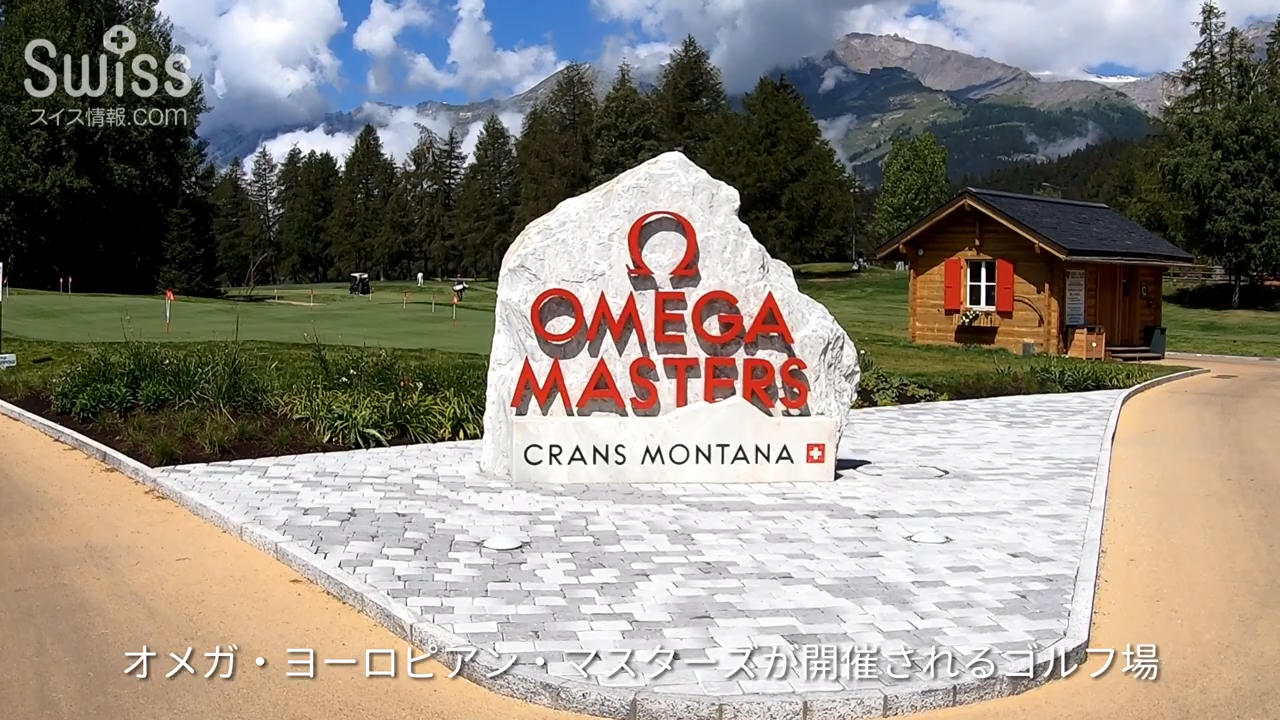 Swiss
スイス情報.com
OMEGA
MASTERS
CRANS MONTANA
オメガ・ヨーロピアン・マスターズが開催されるゴルフ場